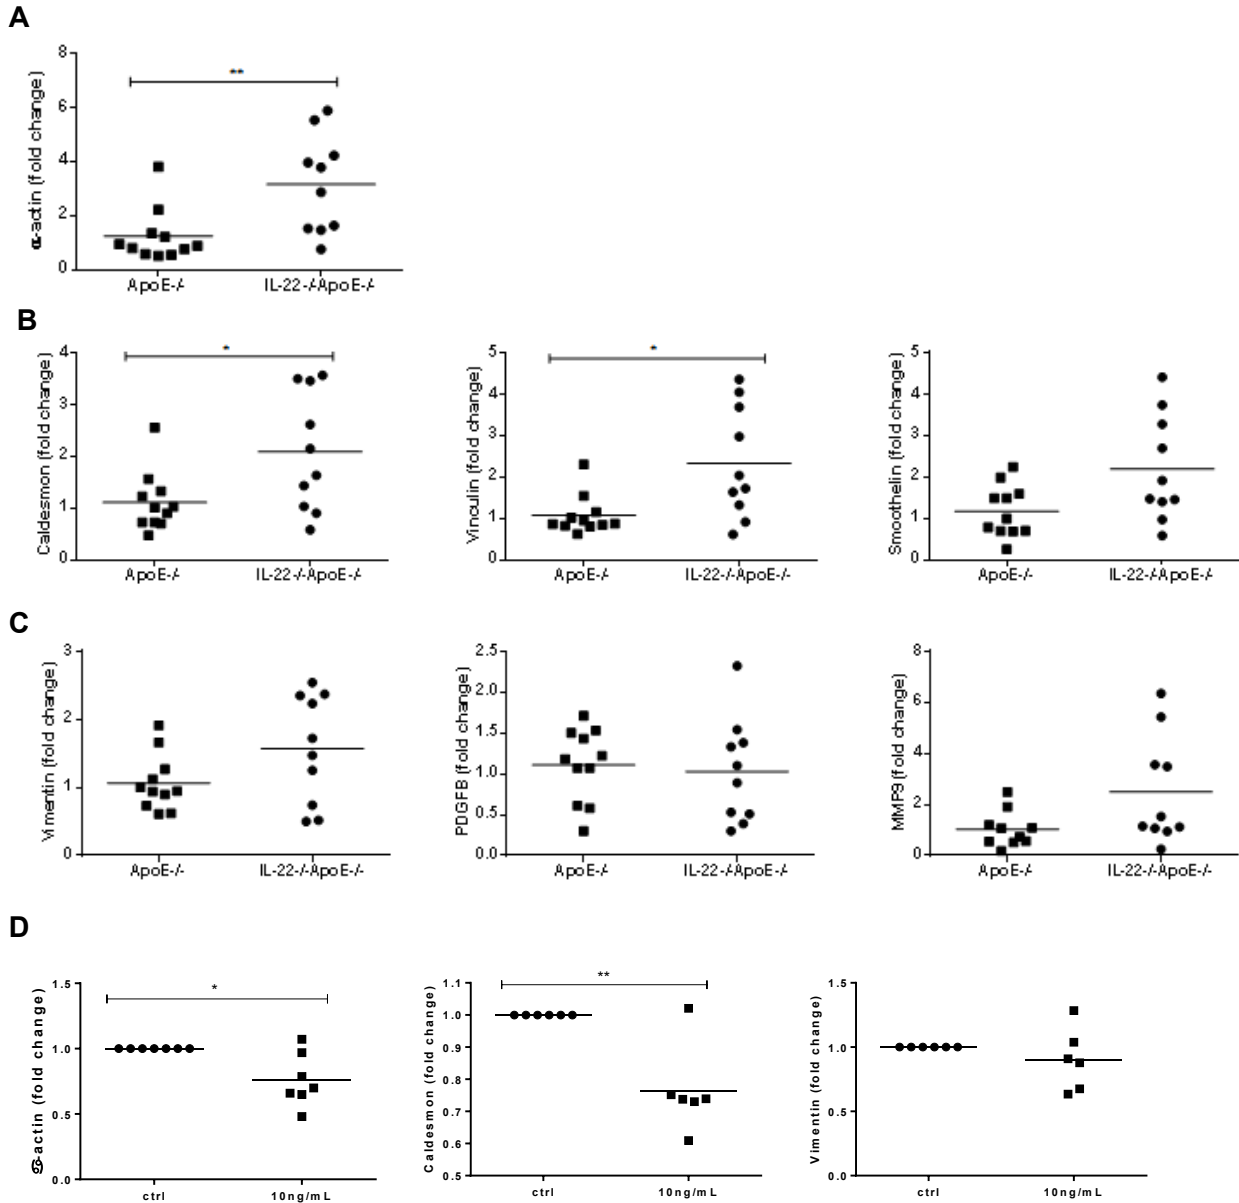 A
α-actin (fold change)
8
6
4
2
0
**
ApoE-/-
IL-22-/-ApoE-/-
B
Caldesmon (fold change)
4
3
2
1
0
*
ApoE-/-
IL-22-/-ApoE-/-
Vinculin (fold change)
5
4
3
2
1
0
*
ApoE-/-
IL-22-/-ApoE-/-
Smoothelin (fold change)
5
4
3
2
1
0
ApoE-/-
IL-22-/-ApoE-/-
C
Vimentin (fold change)
3
2
1
0
ApoE-/-
IL-22-/-ApoE-/-
PDGFB (fold change)
2.5
2.0
1.5
1.0
0.5
0.0
ApoE-/-
IL-22-/-ApoE-/-
MMP9 (fold change)
8
6
4
2
0
ApoE-/-
IL-22-/-ApoE-/-
D
-actin (fold change)
1.5
1.0
0.5
0.0
*
ctrl
10ng/mL
Caldesmon (fold change)
1.1
1.0
0.9
0.8
0.7
0.6
0.5
**
ctrl
10ng/mL
Vimentin (fold change)
1.5
1.0
0.5
0.0
ctrl
10ng/mL